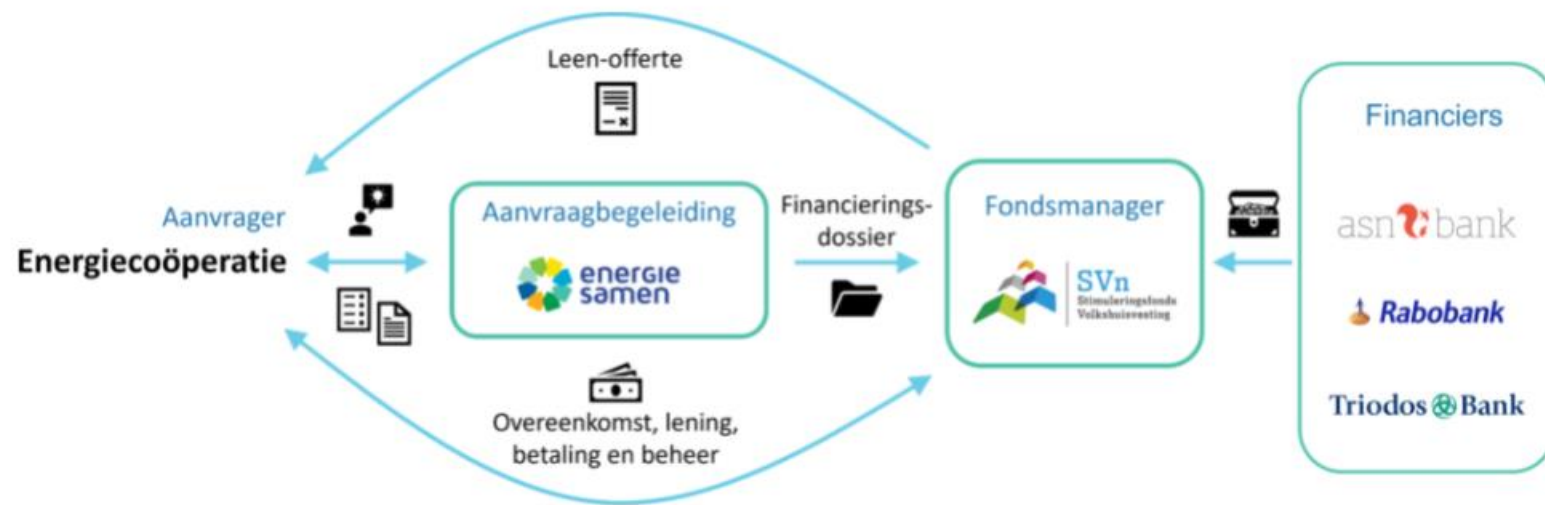 Leen-offerte
Financiers
Aanvrager
Energiecoöperatie
Aanvraagbegeleiding
energie
samen
Financierings-
dossier
Fondsmanager
SVn
Stimuleringsfonds
Volkshuisvesting
asn bank
Rabobank
Triodos Bank
Overeenkomst, lening,
betaling en beheer